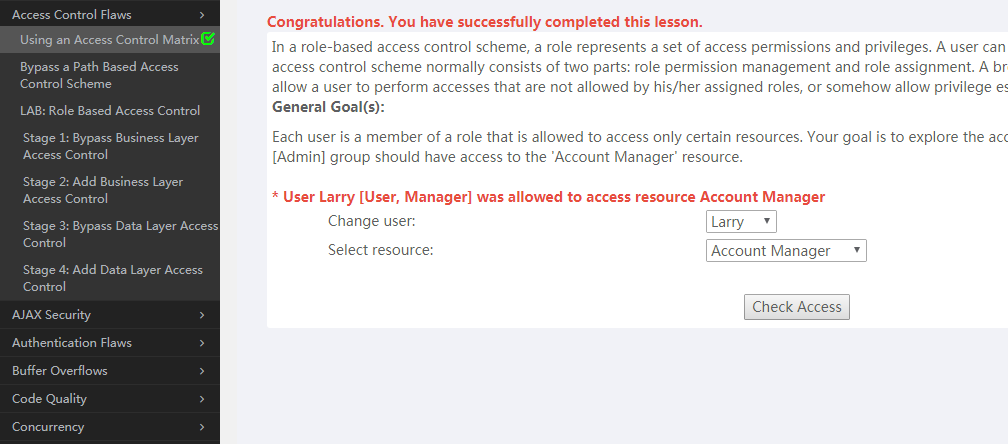 Access Control Flaws
Using an Access Control Matrix
Bypass a Path Based Access
Control Scheme
LAB: Role Based Access Control
Stage 1: Bypass Business Layer
Access Control
Stage 2: Add Business Layer
Access Control
Stage 3: Bypass Data Layer Access
Control
Stage 4: Add Data Layer Access
Control
AJAX Security
Authentication Flaws
Buffer Overflows
Code Quality
Concurrency
Congratulations. You have successfully completed this lesson.
In a role-based access control scheme, a role represents a set of access permissions and privileges. A user can
access control scheme normally consists of two parts: role permission management and role assignment. A br
allow a user to perform accesses that are not allowed by his/her assigned roles, or somehow allow privilege es
General Goal(s):
Each user is a member of a role that is allowed to access only certain resources. Your goal is to explore the acc
[Admin] group should have access to the 'Account Manager' resource.
* User Larry [User, Manager] was allowed to access resource Account Manager
Change user: Larry
Select resource: Account Manager
Check Access